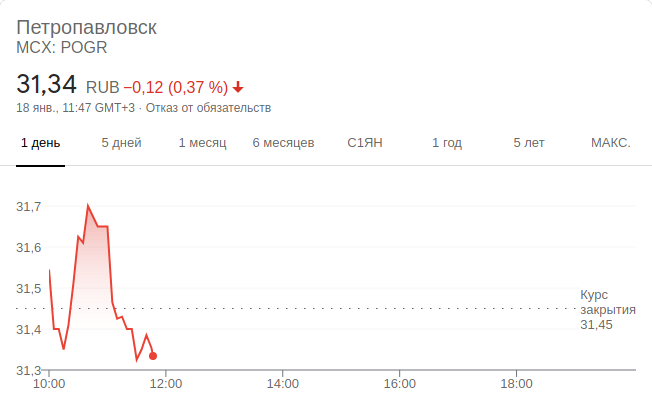 Петропавловск
MCX: POGR
31,34 RUB −0,12 (0,37 %)
18 янв., 11:47 GMT+3 · Отказ от обязательств
1 день 5 дней 1 месяц 6 месяцев С1ЯН 1 год 5 лет МАКС.
31,7
31,6
31,5
31,4
31,3
Курс
закрытия
31,45
10:00 12:00 14:00 16:00 18:00